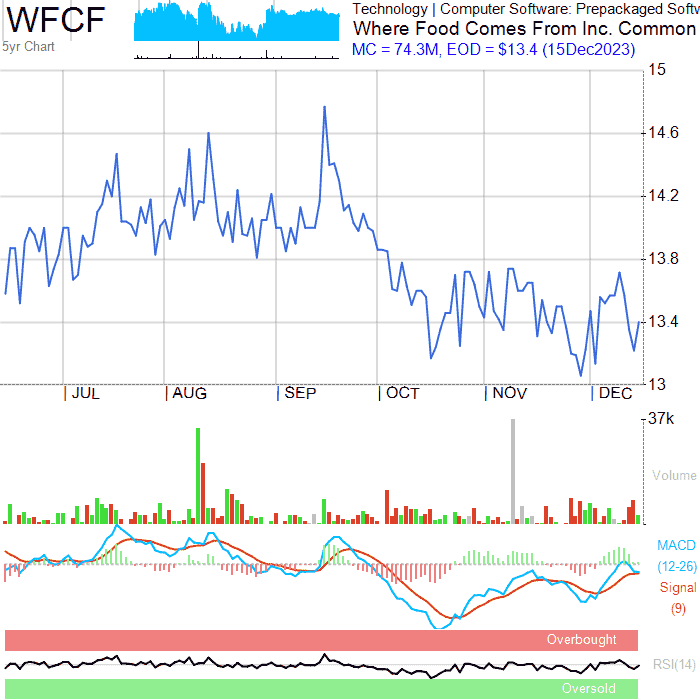 WFCF
5yr Chart
Technology | Computer Software: Prepackaged Softw
Where Food Comes From Inc. Common
MC = 74.3M, EOD = $13.4 (15Dec2023)
15
14.6
14.2
13.8
13.4
13
| JUL | AUG | SEP | OCT | NOV | DEC
37k
Volume
MACD
(12-26)
Signal
(9)
Overbought
RSI(14)
Oversold